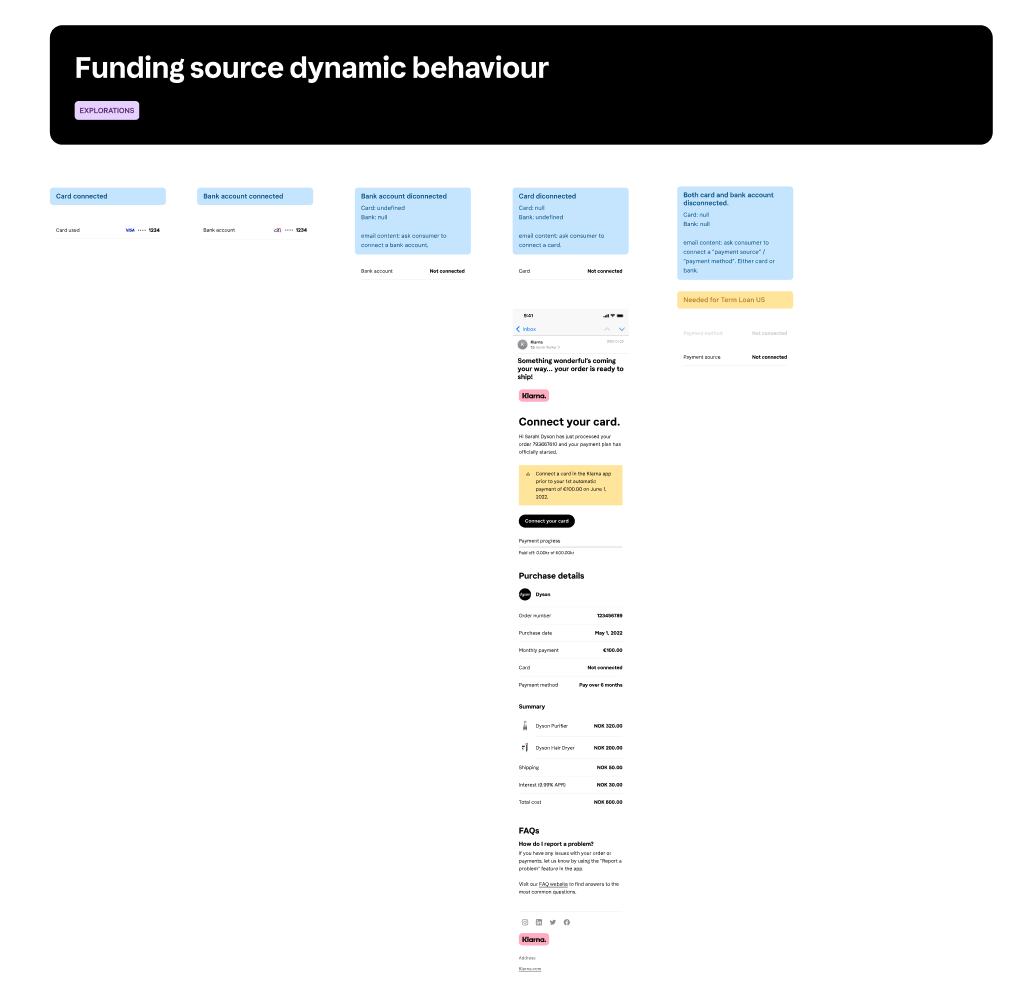 Funding source dynamic behaviour
EXPLORATIONS
Card connected
Card used VISA •••• 1234
Bank account connected
Bank account citi •••• 1234
Bank account diconnected
Card: undefined
Bank: null
email content: ask consumer to
connect a bank account.
Bank account Not connected
Card diconnected
Card: null
Bank: undefined
email content: ask consumer to
connect a card.
Card Not connected
9:41
Inbox
K
Klarna
Something wonderful's coming
your way... your order is ready to
ship!
Klarna.
Connect your card.
Hi Sarah! Dyson has just processed your
order 793667610 and your payment plan has
officially started.
Connect a card in the Klarna app
prior to your 1st automatic
payment of €100.00 on June 1,
2022.
Connect your card
Payment progress
Paid off: 0.00kr of 600.00kr
Purchase details
dyson Dyson
Order number 123456789
Purchase date May 1, 2022
Monthly payment €100.00
Card Not connected
Payment method Pay over 6 months
Summary
Dyson Purifier NOK 320.00
Dyson Hair Dryer NOK 200.00
Shipping NOK 50.00
Interest (9.99% APR) NOK 30.00
Total cost NOK 600.00
FAQs
How do I report a problem?
If you have any issues with your order or
payments, let us know by using the "Report a
problem" feature in the app.
Visit our FAQ website to find answers to the
most common questions.
Klarna.
Address
Klarna.com
Both card and bank account
disconnected.
Card: null
Bank: null
email content: ask consumer to
connect a "payment source" /
"payment method". Either card or
bank.
Needed for Term Loan US
Payment method Not connected
Payment source Not connected